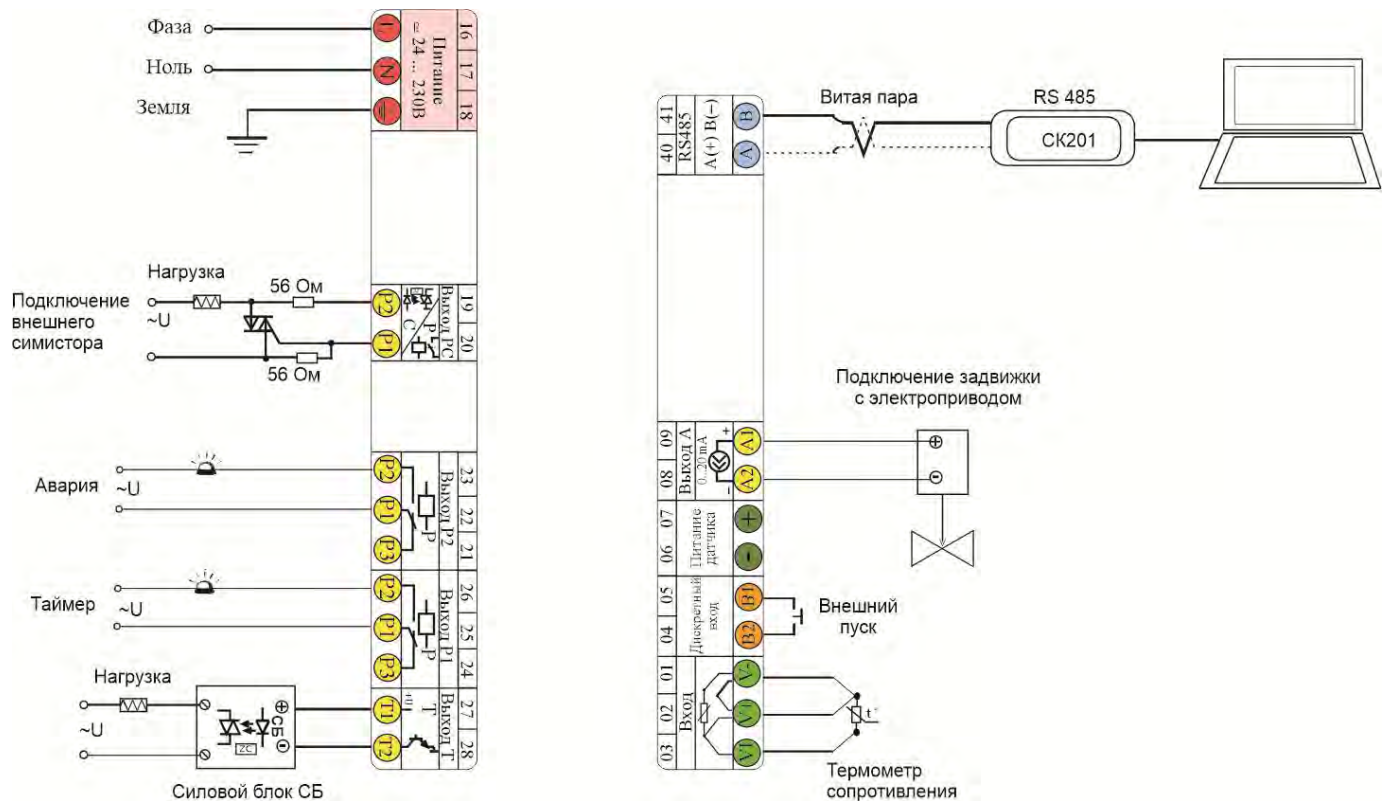 Фаза
Ноль
Земля
L
N
Питание
≂ 24 ... 230В
16
17
18
Нагрузка
56 Ом
Подключение
внешнего
симистора
~U
56 Ом
P2
P1
С
Р
Выход РС
19
20
Авария
~U
P2
P1
P3
Р
Выход Р2
23
22
21
Таймер
~U
P2
P1
P3
Р
Выход Р1
26
25
24
Нагрузка
~U
СБ
ZC
T1
T2
+U
Т
Выход Т
27
28
Силовой блок СБ
41
40
RS485
А(+) В(−)
B
A
Витая пара
RS 485
СК201
Подключение задвижки
с электроприводом
09
08
Выход А
0...20 mA
+
−
A1
A2
07
06
Питание
датчика
+
-
05
04
Дискретный
вход
B1
B2
Внешний
пуск
01
02
03
Вход
V-
VI
t°
Термометр
сопротивления